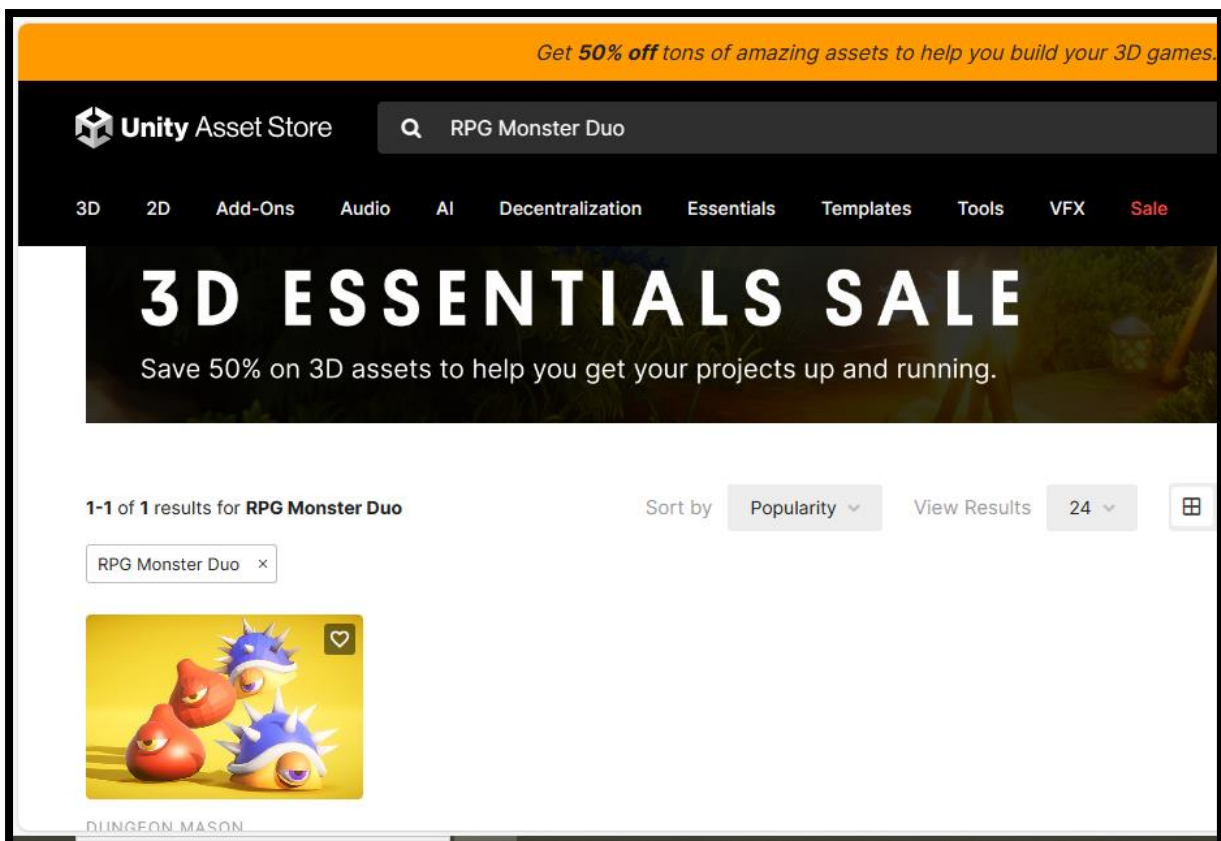 Get 50% off tons of amazing assets to help you build your 3D games.
Unity Asset Store
RPG Monster Duo
3D 2D Add-Ons Audio AI Decentralization Essentials Templates Tools VFX Sale
3D ESSENTIALS SALE
Save 50% on 3D assets to help you get your projects up and running.
1-1 of 1 results for RPG Monster Duo
Sort by Popularity View Results 24
RPG Monster Duo ×
DUNGEON MASON